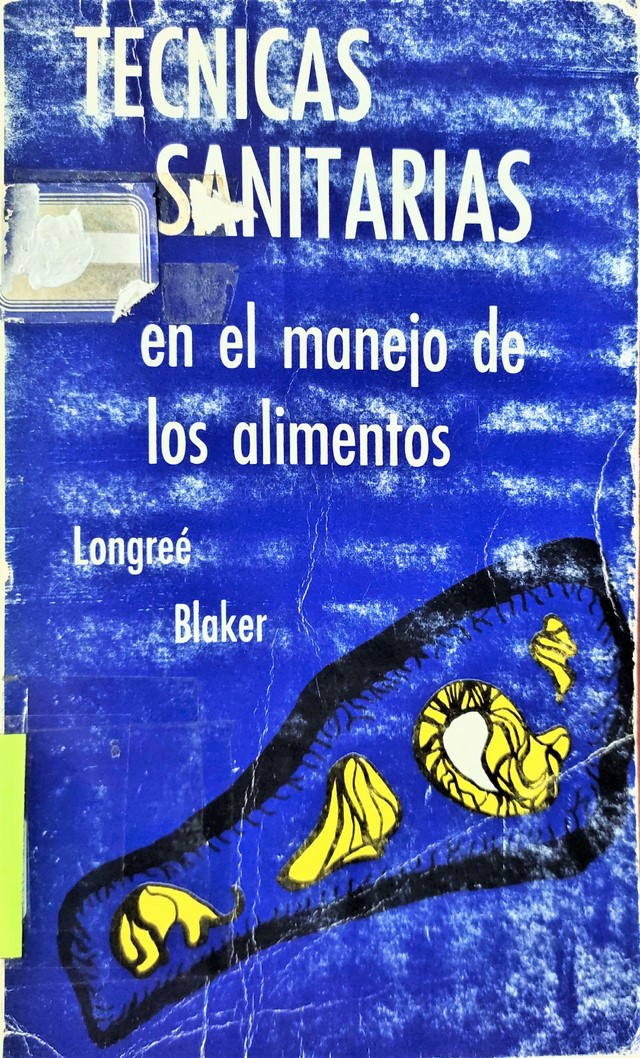 TECNICAS
SANITARIAS
en el manejo de
los alimentos
Longreé
Blaker